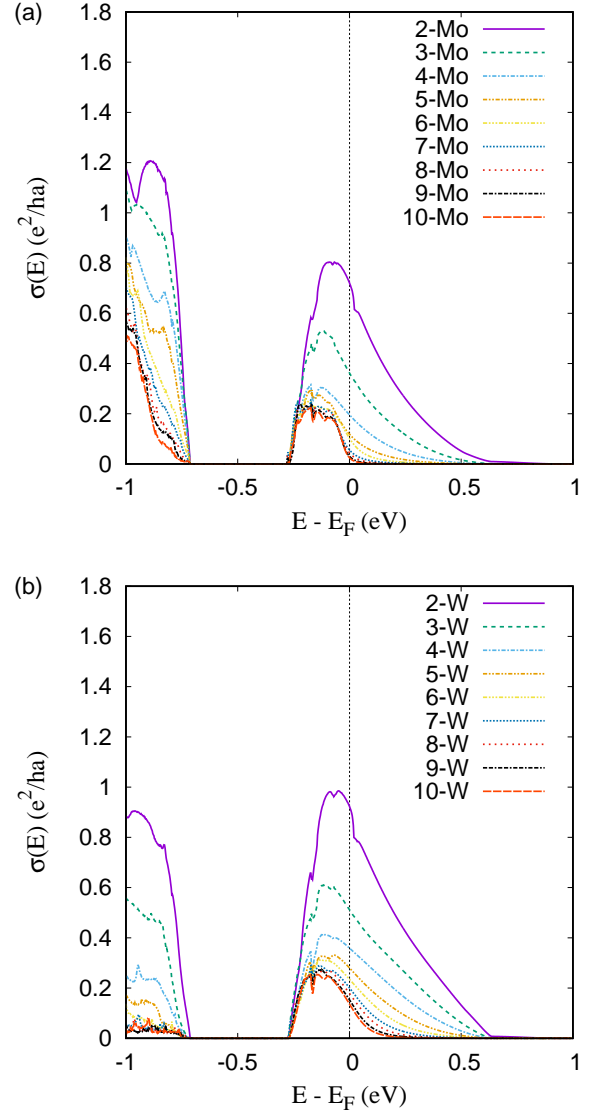 (a)
σ(E) (e²/ha)
1.8
1.6
1.4
1.2
1
0.8
0.6
0.4
0.2
0
2-Mo
3-Mo
4-Mo
5-Mo
6-Mo
7-Mo
8-Mo
9-Mo
10-Mo
-1 -0.5 0 0.5 1
E - E_F (eV)
(b)
σ(E) (e²/ha)
1.8
1.6
1.4
1.2
1
0.8
0.6
0.4
0.2
0
2-W
3-W
4-W
5-W
6-W
7-W
8-W
9-W
10-W
-1 -0.5 0 0.5 1
E - E_F (eV)